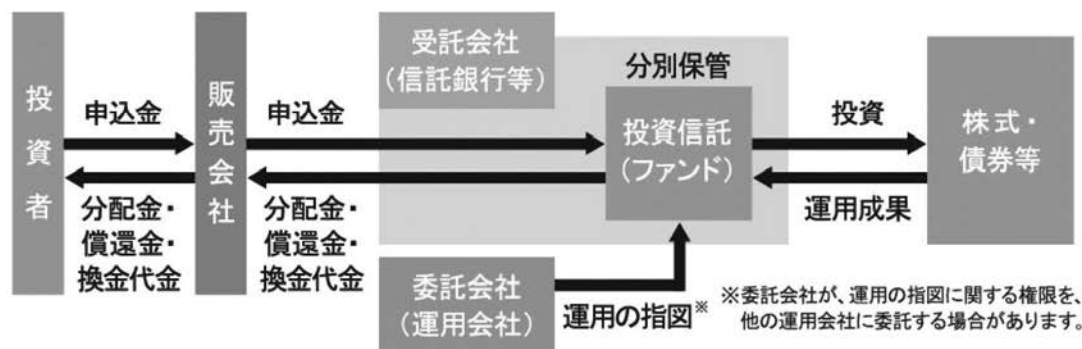 投資者
申込金
分配金・
償還金・
換金代金
販売会社
申込金
分配金・
償還金・
換金代金
受託会社
（信託銀行等）
分別保管
投資信託
（ファンド）
委託会社
（運用会社）
運用の指図※
投資
運用成果
株式・
債券等
※委託会社が、運用の指図に関する権限を、
他の運用会社に委託する場合があります。